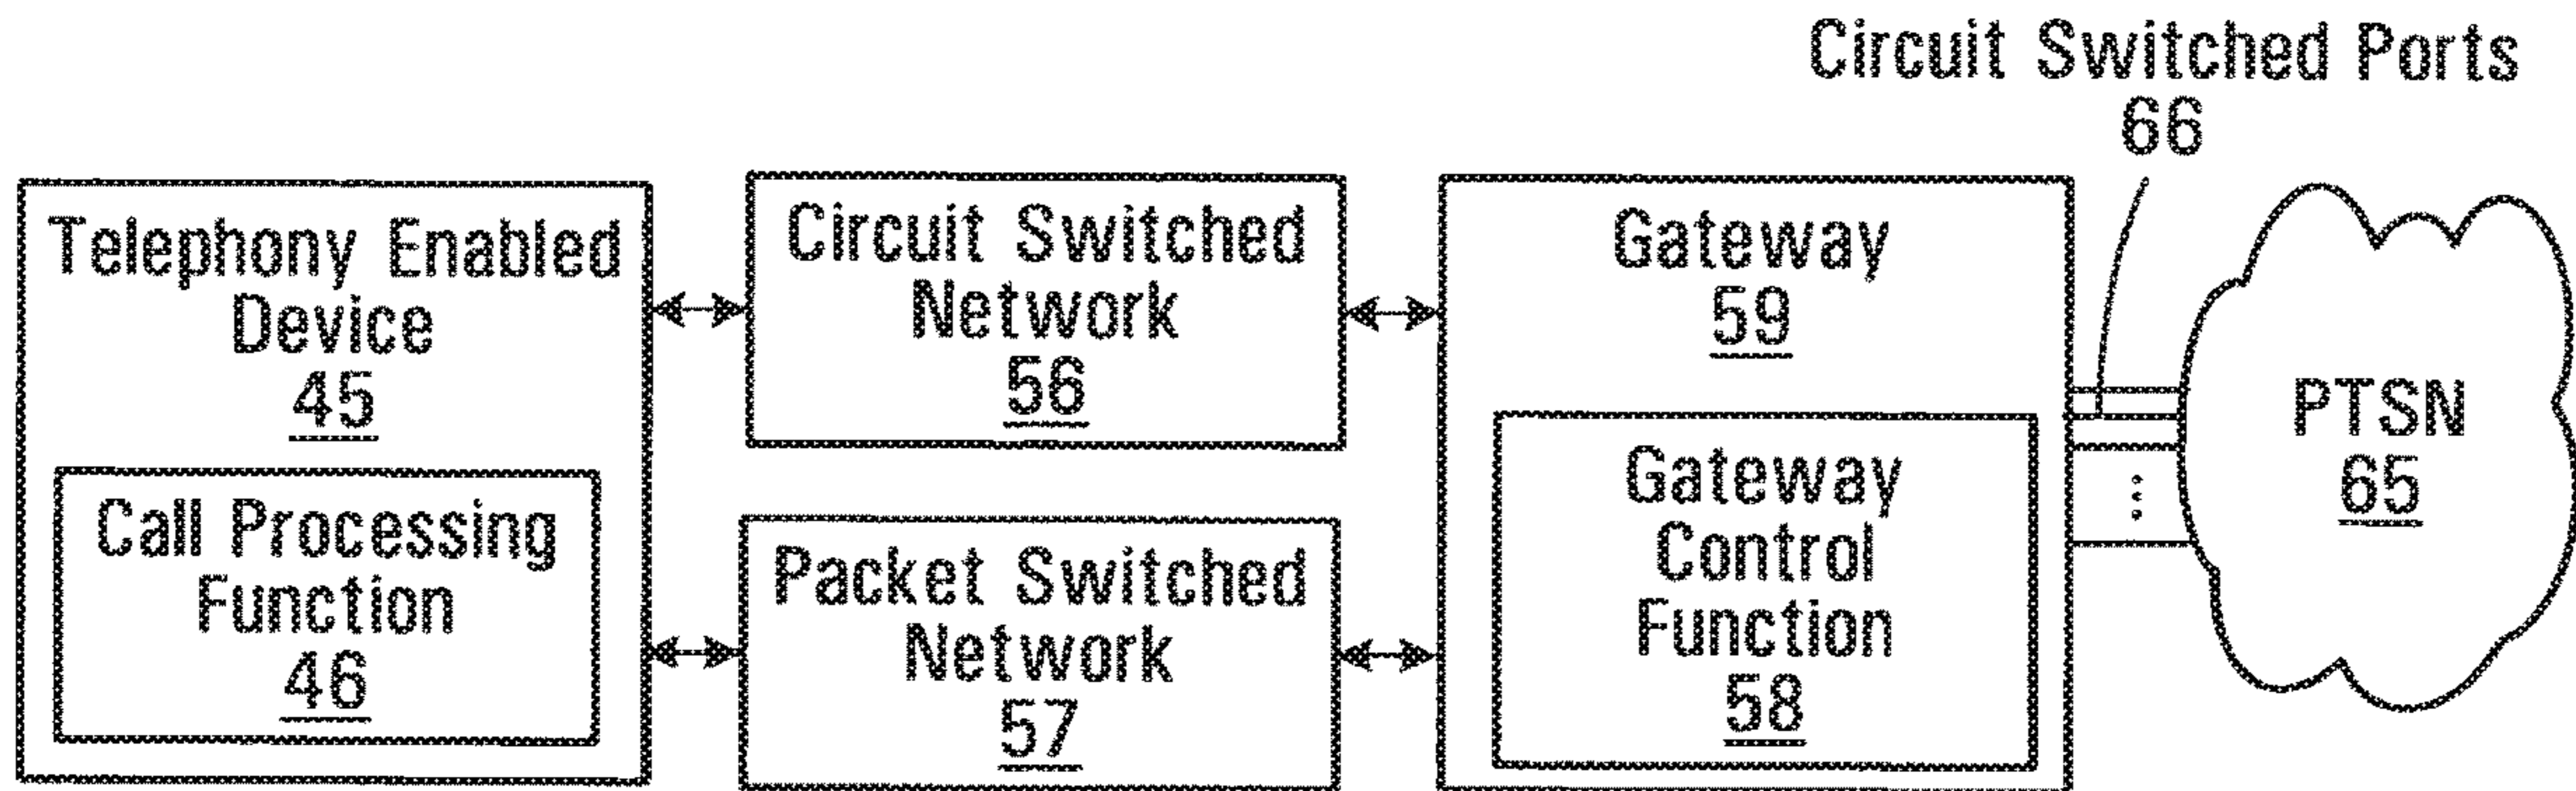 Circuit Switched Ports
66
Telephony Enabled
Device
45
Call Processing
Function
46
Circuit Switched
Network
56
Packet Switched
Network
57
Gateway
59
Gateway
Control
Function
58
PTSN
65